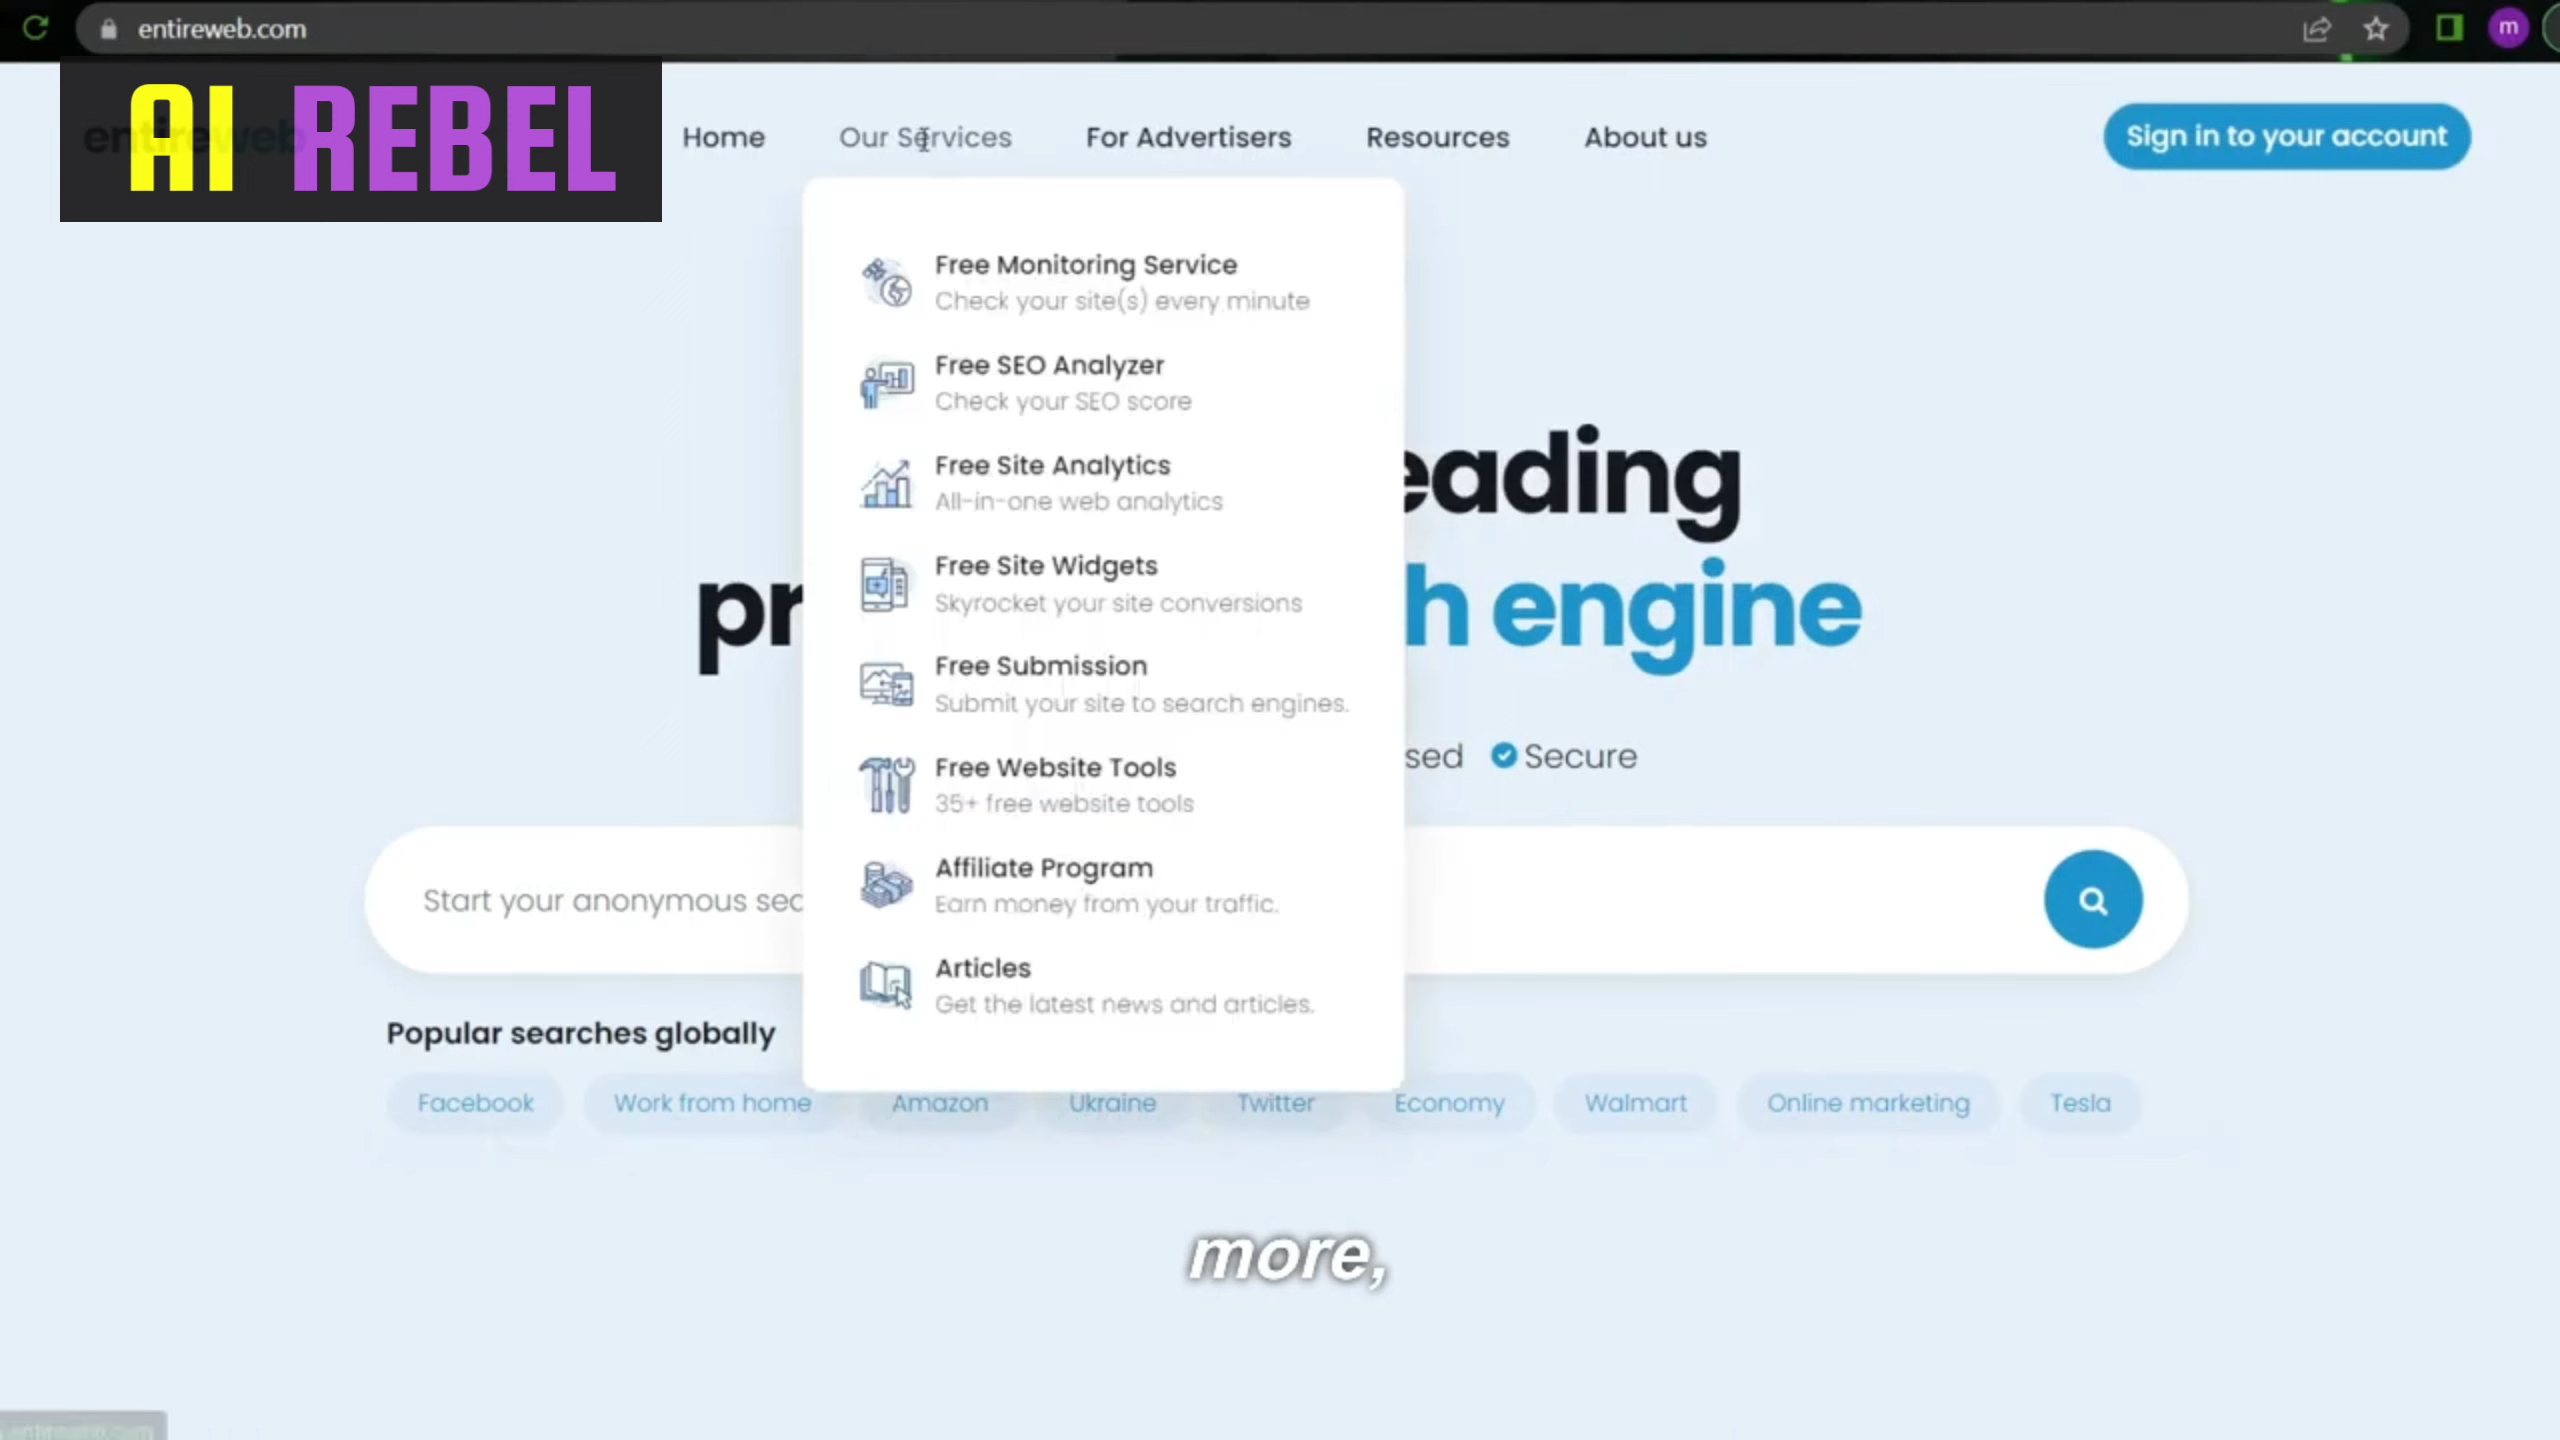 entireweb.com
AI REBEL
entireweb
Home Our Services For Advertisers Resources About us
Sign in to your account
Free Monitoring Service
Check your site(s) every minute
Free SEO Analyzer
Check your SEO score
Free Site Analytics
All-in-one web analytics
Free Site Widgets
Skyrocket your site conversions
Free Submission
Submit your site to search engines.
Free Website Tools
35+ free website tools
Affiliate Program
Earn money from your traffic.
Articles
Get the latest news and articles.
eading
pr h engine
sed Secure
Start your anonymous sec
Popular searches globally
Facebook Work from home Amazon Ukraine Twitter Economy Walmart Online marketing Tesla
more,
m